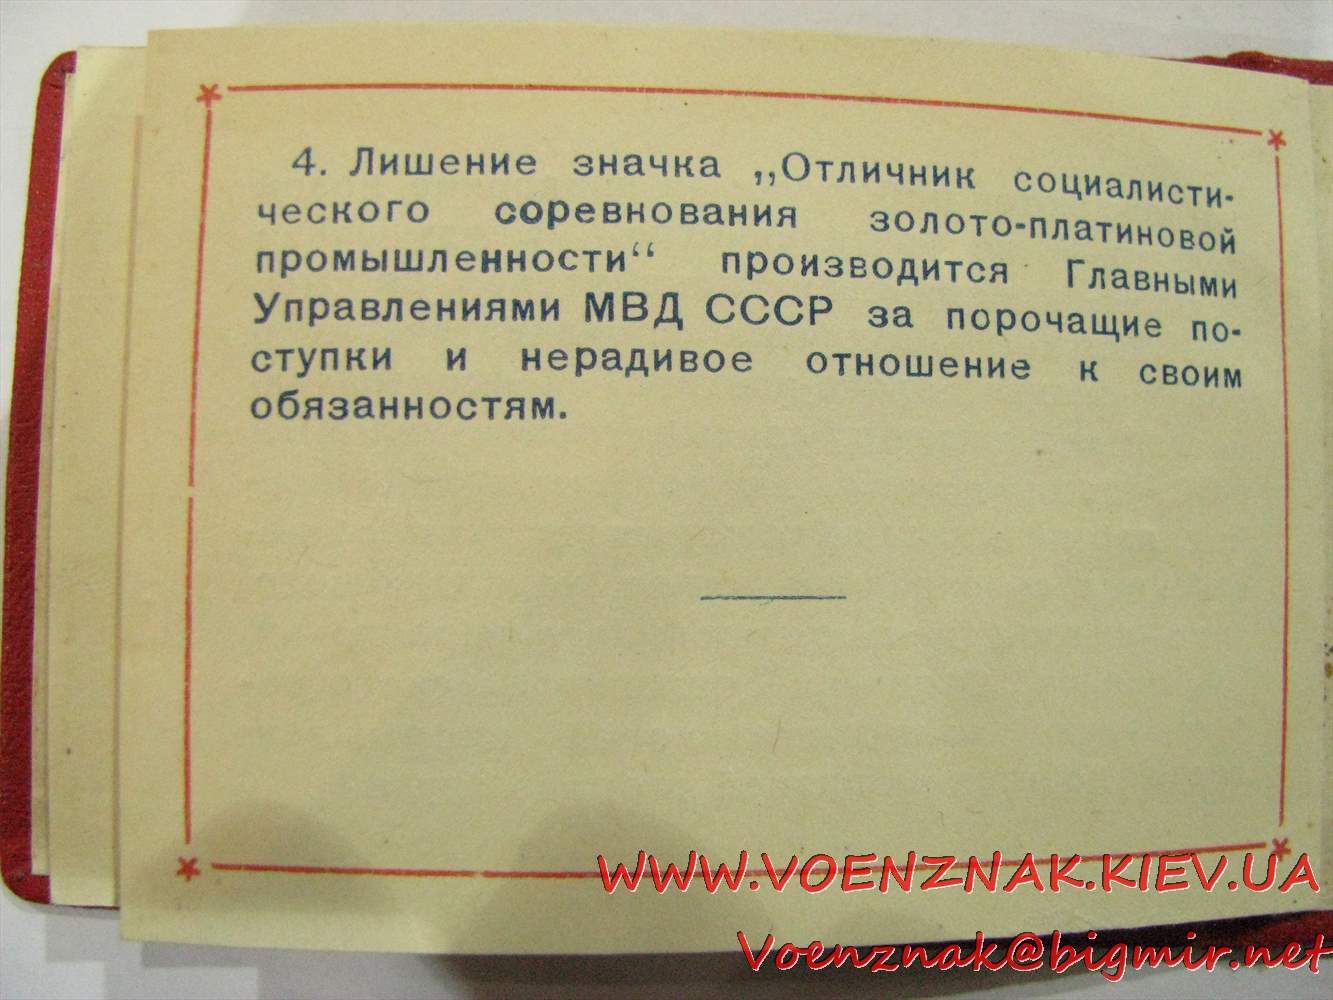 4. Лишение значка „Отличник социалисти-
ческого соревнования золото-платиновой
промышленности“ производится Главными
Управлениями МВД СССР за порочащие по-
ступки и нерадивое отношение к своим
обязанностям.
WWW.VOENZNAK.KIEV.UA
Voenznak@bigmir.net